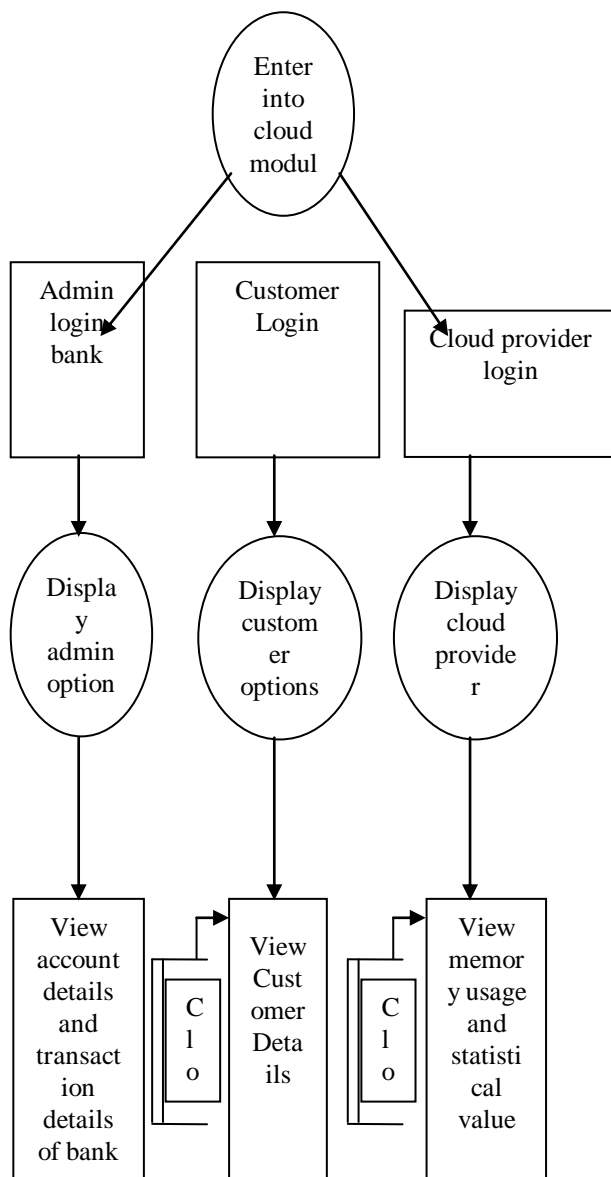 Enter
into
cloud
modul
Admin
login
bank
Customer
Login
Cloud provider
login
Displa
y
admin
option
Display
custom
er
options
Display
cloud
provide
r
View
account
details
and
transact
ion
details
of bank
C
l
o
View
Cust
omer
Deta
ils
C
l
o
View
memor
y usage
and
statisti
cal
value